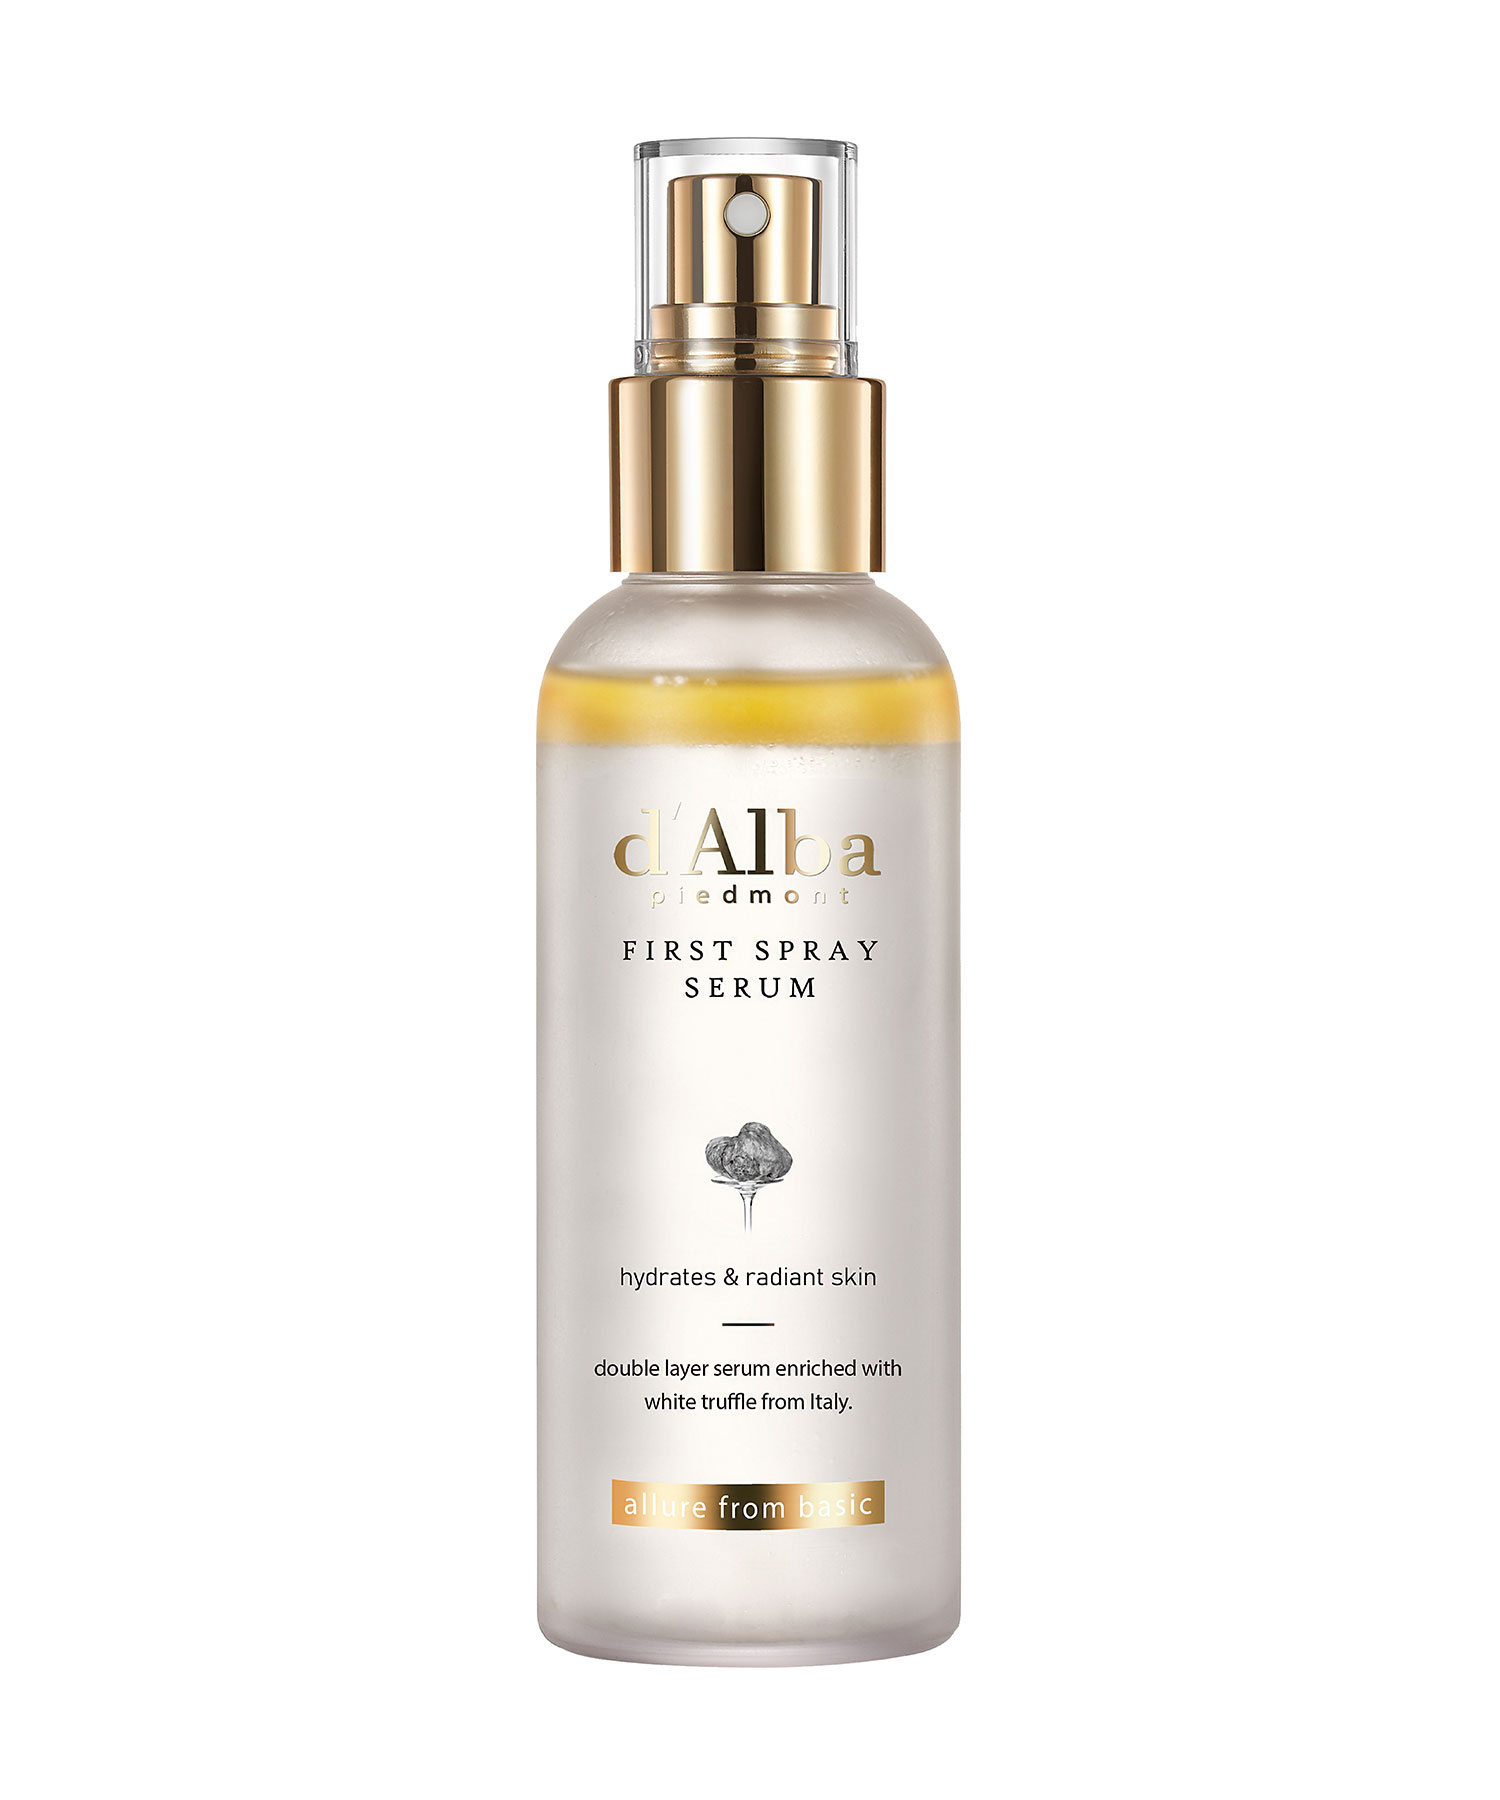 d'Alba
piedmont
FIRST SPRAY
SERUM
hydrates & radiant skin
double layer serum enriched with
white truffle from Italy.
allure from basic